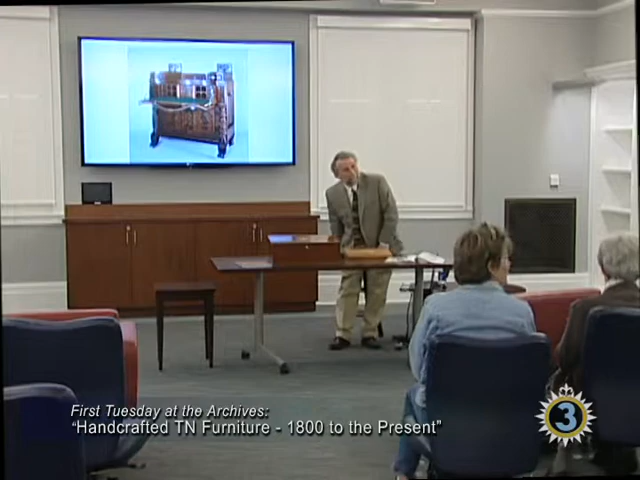 First Tuesday at the Archives:
"Handcrafted TN Furniture - 1800 to the Present"
3